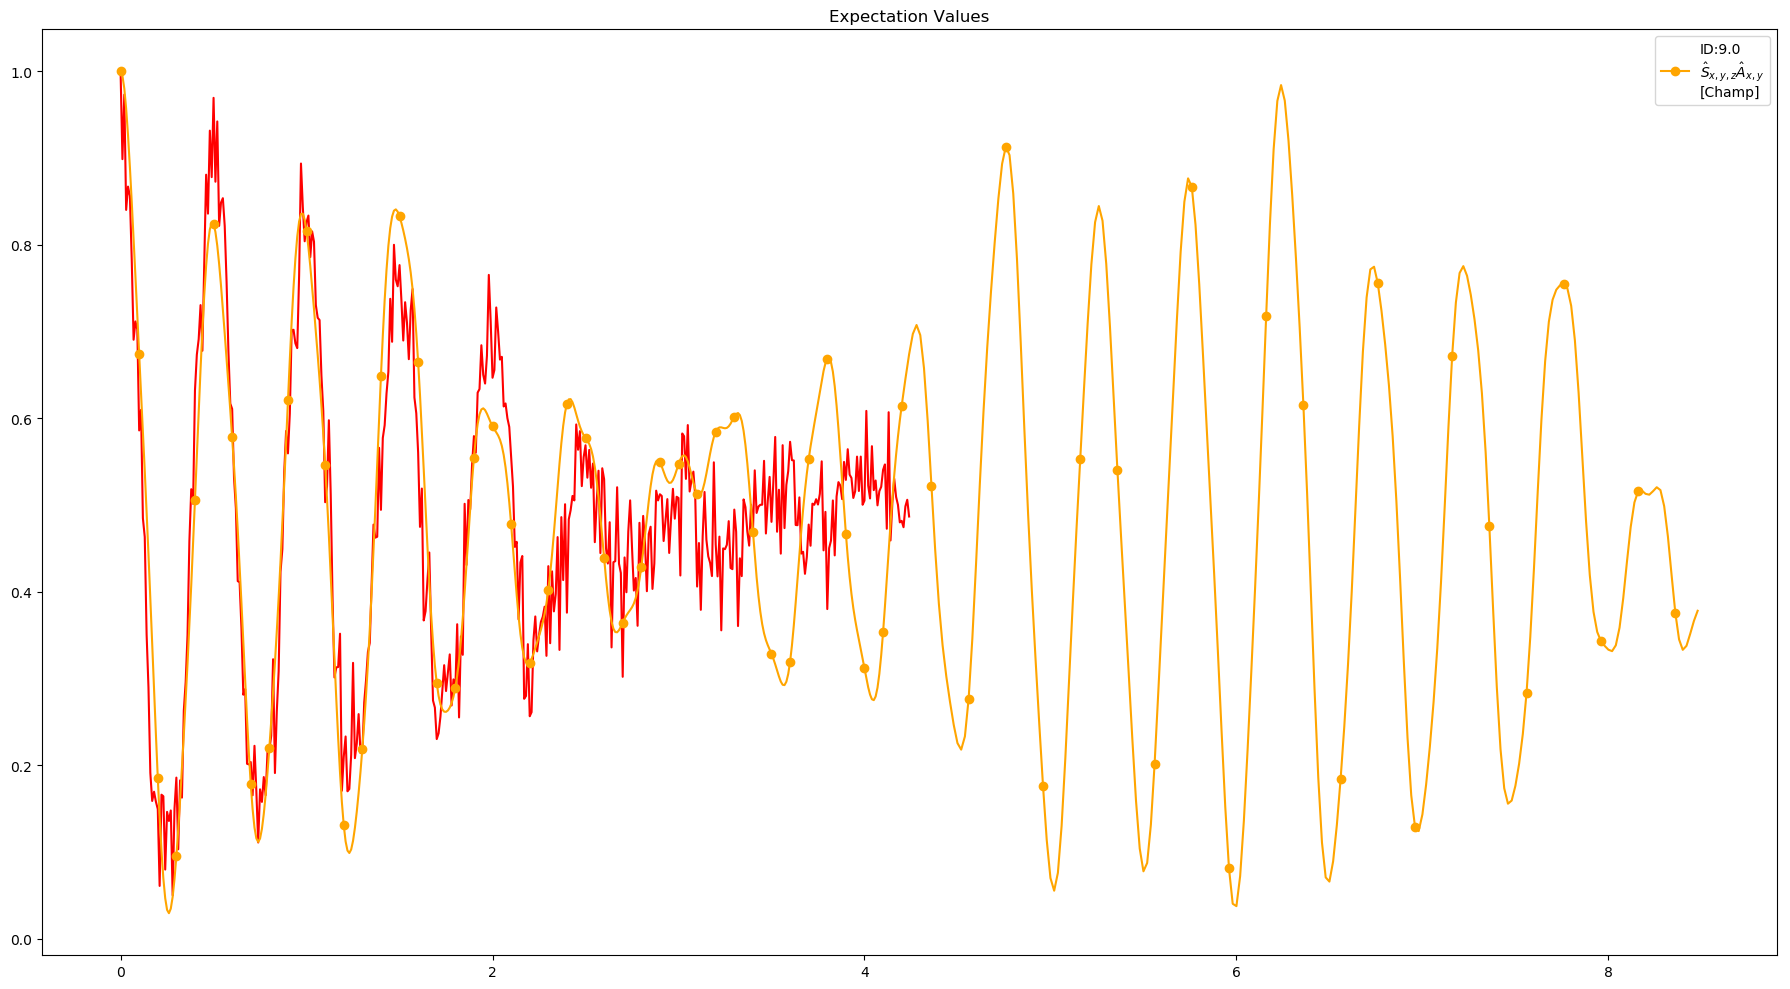 Expectation Values
ID:9.0
$\hat{S}_{x,y,z}\hat{A}_{x,y}$
[Champ]
1.0
0.8
0.6
0.4
0.2
0.0
0 2 4 6 8